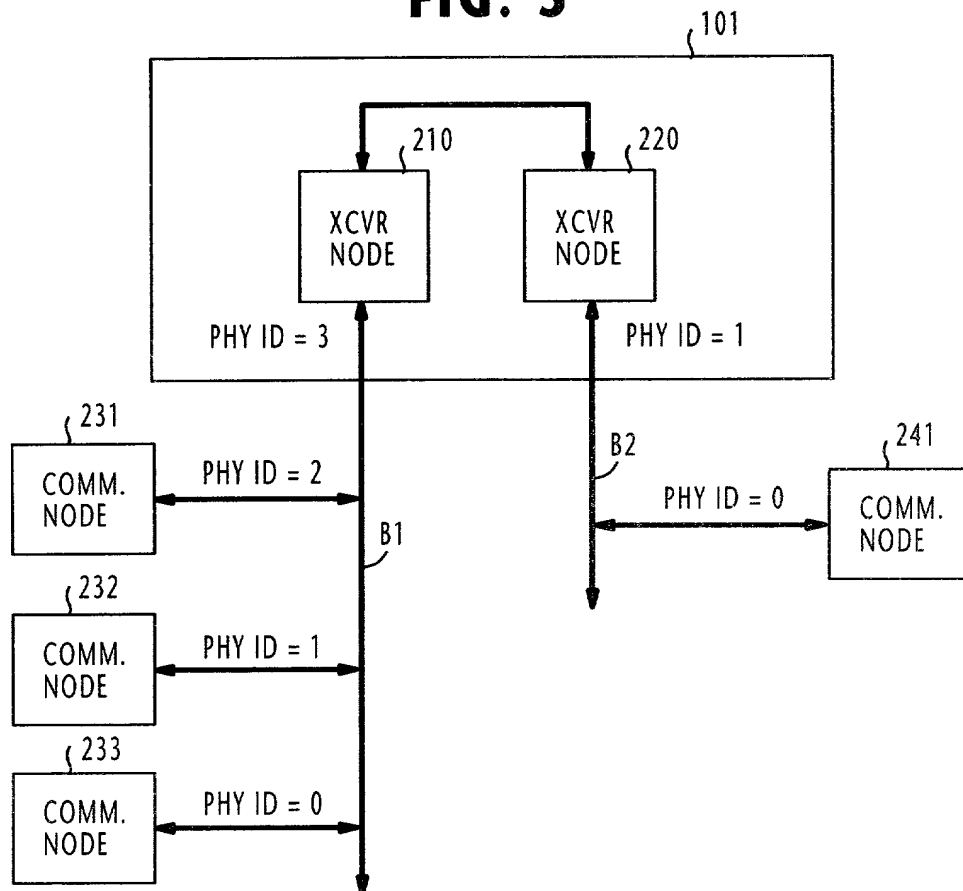 FIG. 3
101
210
220
XCVR
NODE
XCVR
NODE
PHY ID = 3
PHY ID = 1
231
COMM.
NODE
PHY ID = 2
B2
241
PHY ID = 0
COMM.
NODE
B1
232
COMM.
NODE
PHY ID = 1
233
COMM.
NODE
PHY ID = 0